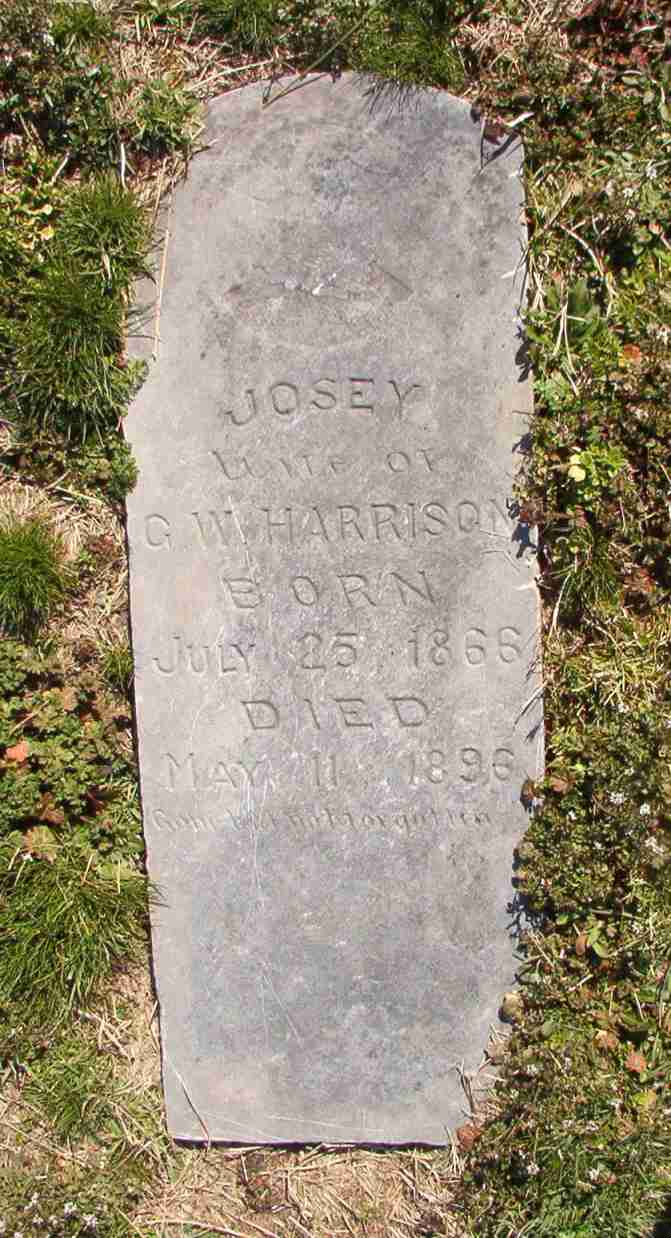 JOSEY
Wife of
G. W. HARRISON
BORN
JULY 25, 1866
DIED
MAY. 11, 1896
Gone but not forgotten